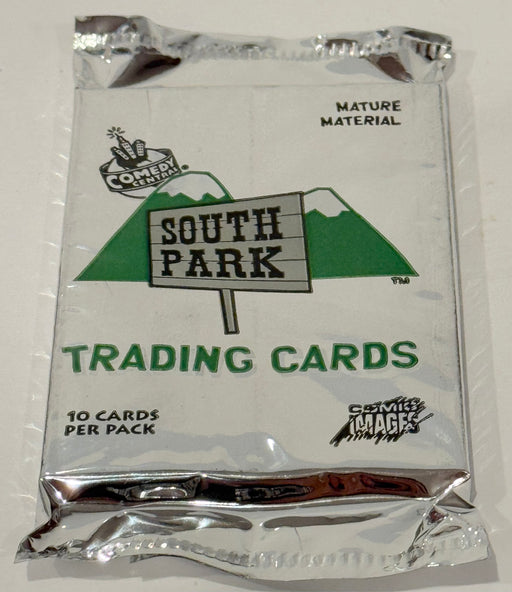 MATURE
MATERIAL
COMEDY
CENTRAL
SOUTH
PARK
TM
TRADING CARDS
10 CARDS
PER PACK
COMIC
IMAGES